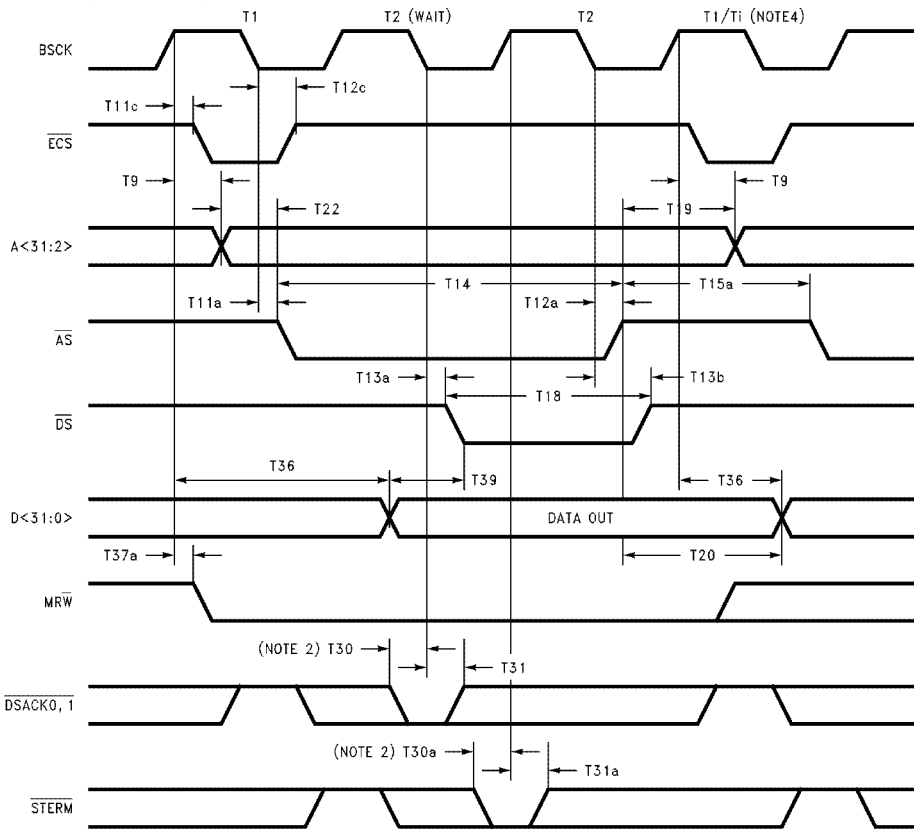 T1 T2 (WAIT) T2 T1/Ti (NOTE4)
BSCK
T12c
T11c
ECS
T9 T9
T22 T19
A<31:2>
T14 T15a
T11a T12a
AS
T13a T13b
T18
DS
T36 T39 T36
D<31:0> DATA OUT
T37a T20
MRW
(NOTE 2) T30
T31
DSACK0,1
(NOTE 2) T30a
T31a
STERM